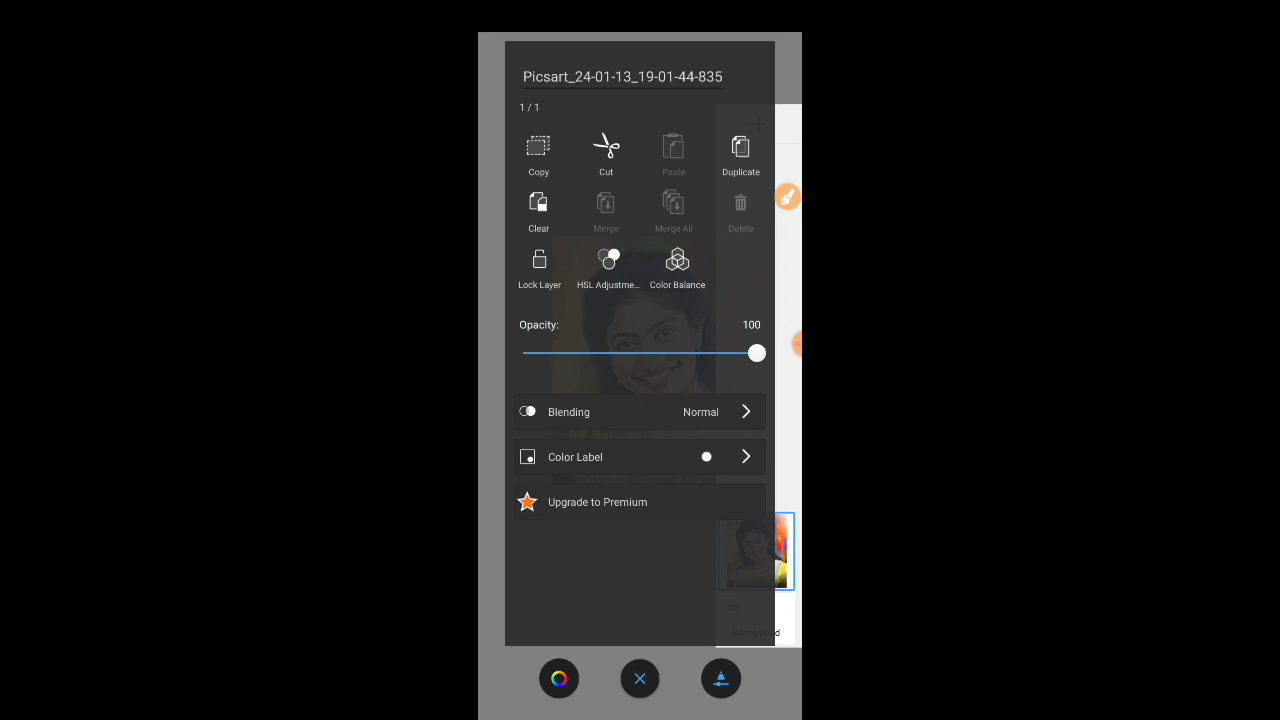 Picsart_24-01-13_19-01-44-835
1 / 1
Copy Cut Paste Duplicate
Clear Merge Merge All Delete
Lock Layer HSL Adjustme... Color Balance
Opacity: 100
Blending Normal
Color Label
Upgrade to Premium
Background